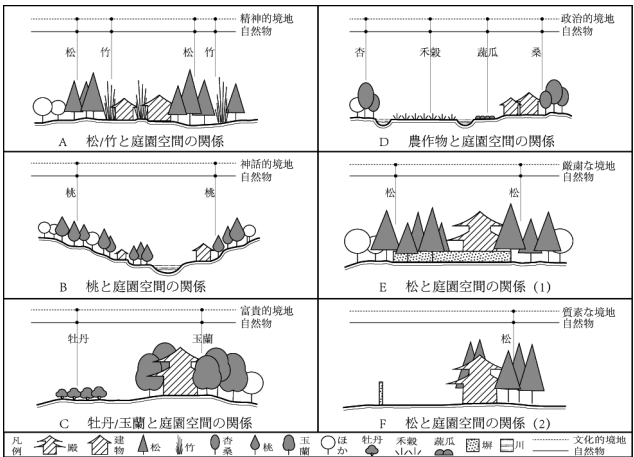 精神的境地
自然物
松 竹 松 竹
A 松/竹と庭園空間の関係
政治的境地
自然物
杏 禾穀 蔬瓜 桑
D 農作物と庭園空間の関係
神話的境地
自然物
桃 桃
B 桃と庭園空間の関係
厳粛な境地
自然物
松 松
E 松と庭園空間の関係 (1)
富貴的境地
自然物
牡丹 玉蘭
C 牡丹/玉蘭と庭園空間の関係
質素な境地
自然物
松
F 松と庭園空間の関係 (2)
凡例 殿 建物 松 竹 杏桑 桃 玉蘭 ほか 牡丹 禾穀 蔬瓜 塀 川 文化的境地
自然物